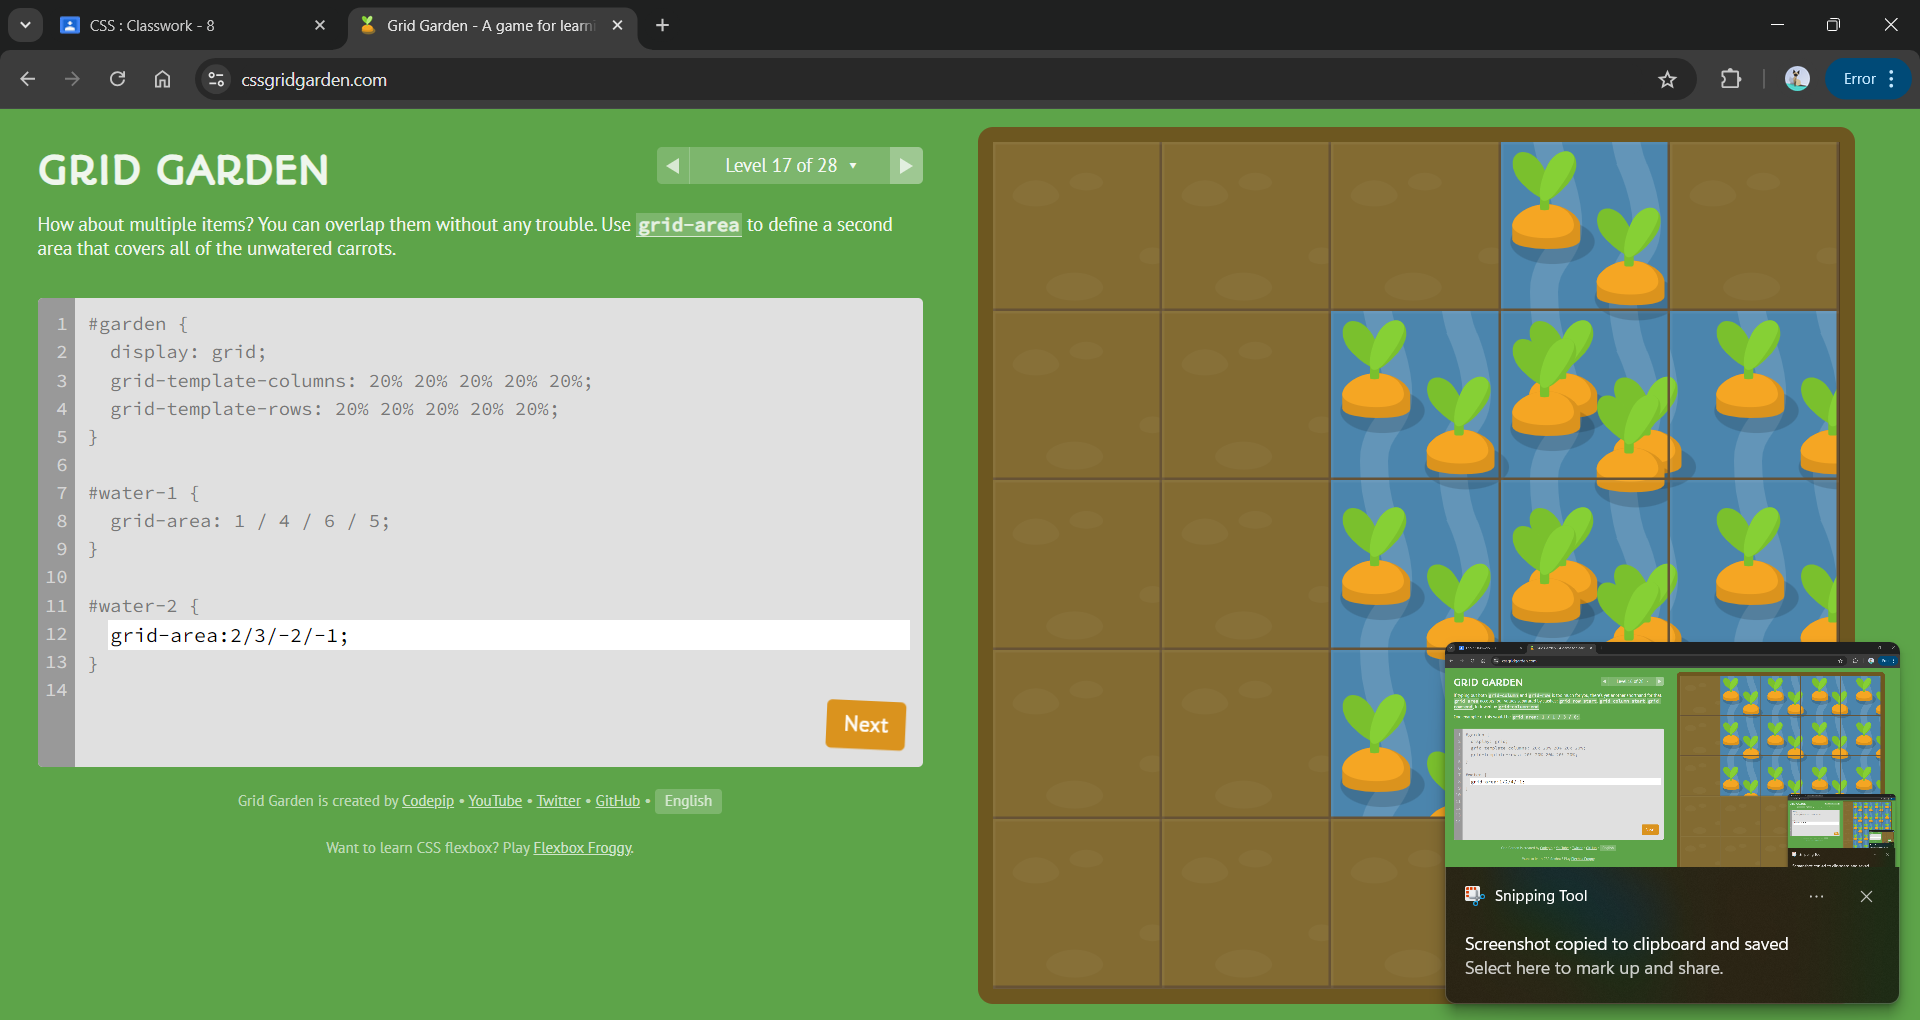 CSS : Classwork - 8
Grid Garden - A game for learni
cssgridgarden.com
Error
GRID GARDEN
Level 17 of 28
How about multiple items? You can overlap them without any trouble. Use grid-area to define a second
area that covers all of the unwatered carrots.
1 #garden {
2 display: grid;
3 grid-template-columns: 20% 20% 20% 20% 20%;
4 grid-template-rows: 20% 20% 20% 20% 20%;
5 }
6
7 #water-1 {
8 grid-area: 1 / 4 / 6 / 5;
9 }
10
11 #water-2 {
12 grid-area:2/3/-2/-1;
13 }
14
Next
Grid Garden is created by Codepip • YouTube • Twitter • GitHub • English
Want to learn CSS flexbox? Play Flexbox Froggy.
GRID GARDEN
Snipping Tool
Screenshot copied to clipboard and saved
Select here to mark up and share.